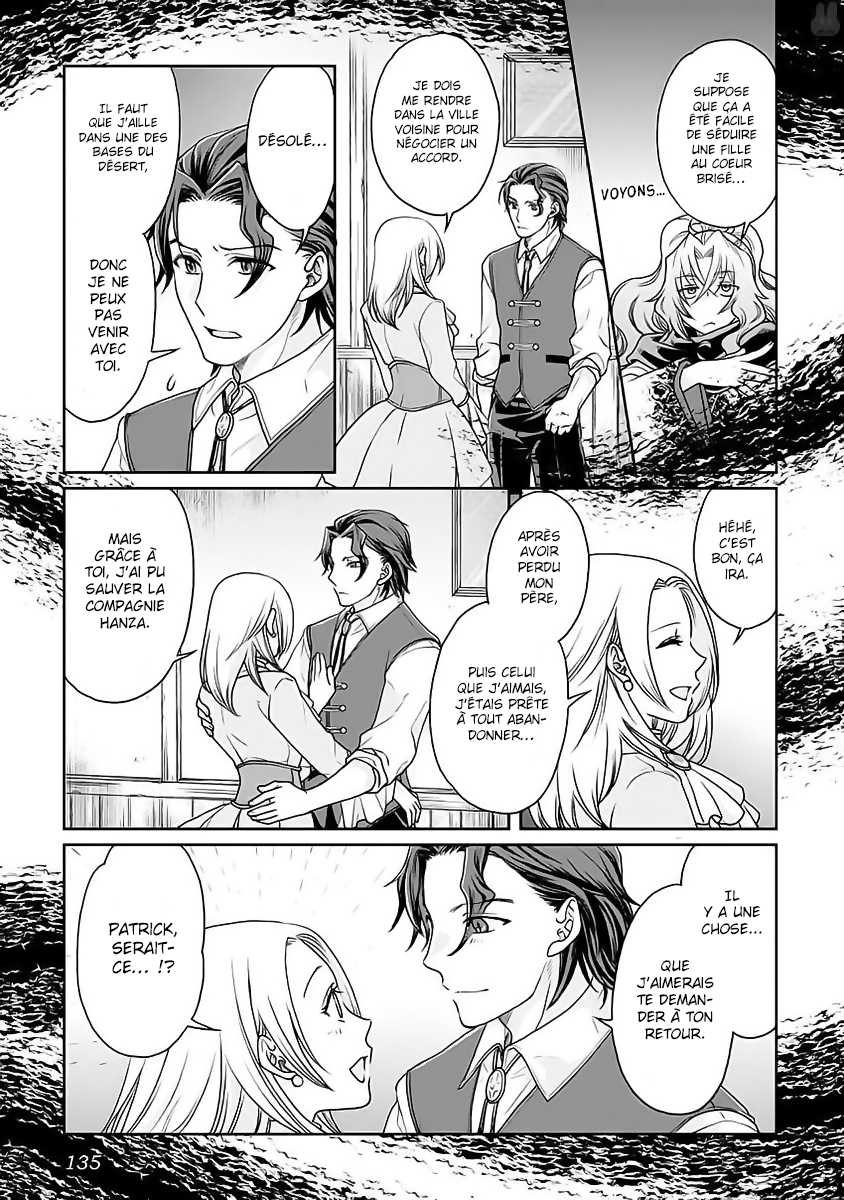 JE
SUPPOSE
QUE ÇA A
ÉTÉ FACILE
DE SÉDUIRE
UNE FILLE
AU COEUR
BRISÉ...
VOYONS...
JE DOIS
ME RENDRE
DANS LA VILLE
VOISINE POUR
NÉGOCIER UN
ACCORD.
DÉSOLÉ...
IL FAUT
QUE J'AILLE
DANS UNE DES
BASES DU
DÉSERT,
DONC
JE NE
PEUX
PAS
VENIR
AVEC
TOI.
HÉHÉ,
C'EST
BON, ÇA
IRA.
APRÈS
AVOIR
PERDU
MON
PÈRE,
PUIS CELUI
QUE J'AIMAIS,
J'ÉTAIS PRÊTE
À TOUT ABAN-
DONNER...
MAIS
GRÂCE À
TOI, J'AI PU
SAUVER LA
COMPAGNIE
HANZA.
IL
Y A UNE
CHOSE...
QUE
J'AIMERAIS
TE DEMAN-
DER À TON
RETOUR.
PATRICK,
SERAIT-
CE... !?
135